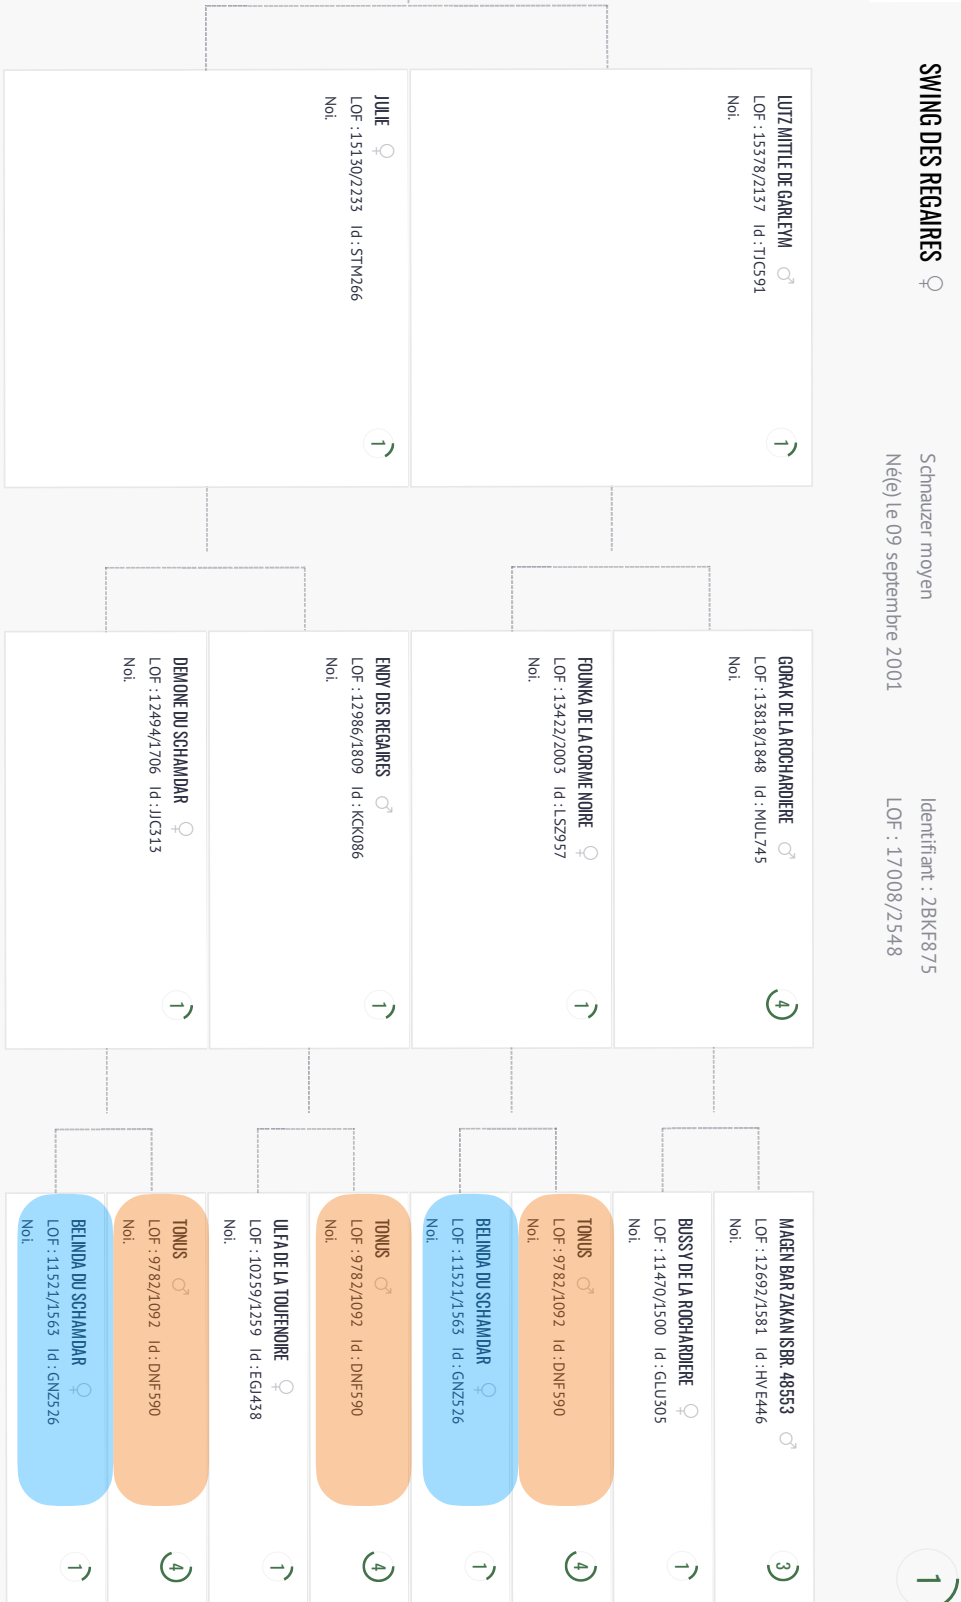 SWING DES REGAIRES ♀
Schnauzer moyen
Né(e) le 09 septembre 2001
Identifiant : 2BKF875
LOF : 17008/2548
1
LUTZ MITTLE DE GARLEYM ♂
LOF : 15378/2137 Id : TJC591
Noi.
1
JULIE ♀
LOF : 15130/2233 Id : STM266
Noi.
1
GORAK DE LA ROCHARDIERE ♂
LOF : 13818/1848 Id : MUL745
Noi.
4
FOUNKA DE LA CORME NOIRE ♀
LOF : 13422/2003 Id : LSZ957
Noi.
1
ENDY DES REGAIRES ♂
LOF : 12986/1809 Id : KCK086
Noi.
1
DEMONE DU SCHAMDAR ♀
LOF : 12494/1706 Id : JJC313
Noi.
1
MAGEN BAR ZAKAN ISBR. 48553 ♂
LOF : 12692/1581 Id : HVE446
Noi.
3
BUSSY DE LA ROCHARDIERE ♀
LOF : 11470/1500 Id : GLU305
Noi.
1
TONUS ♂
LOF : 9782/1092 Id : DNF590
Noi.
4
BELINDA DU SCHAMDAR ♀
LOF : 11521/1563 Id : GNZ526
Noi.
1
TONUS ♂
LOF : 9782/1092 Id : DNF590
Noi.
4
ULFA DE LA TOUFENOIRE ♀
LOF : 10259/1259 Id : EGJ438
Noi.
1
TONUS ♂
LOF : 9782/1092 Id : DNF590
Noi.
4
BELINDA DU SCHAMDAR ♀
LOF : 11521/1563 Id : GNZ526
Noi.
1